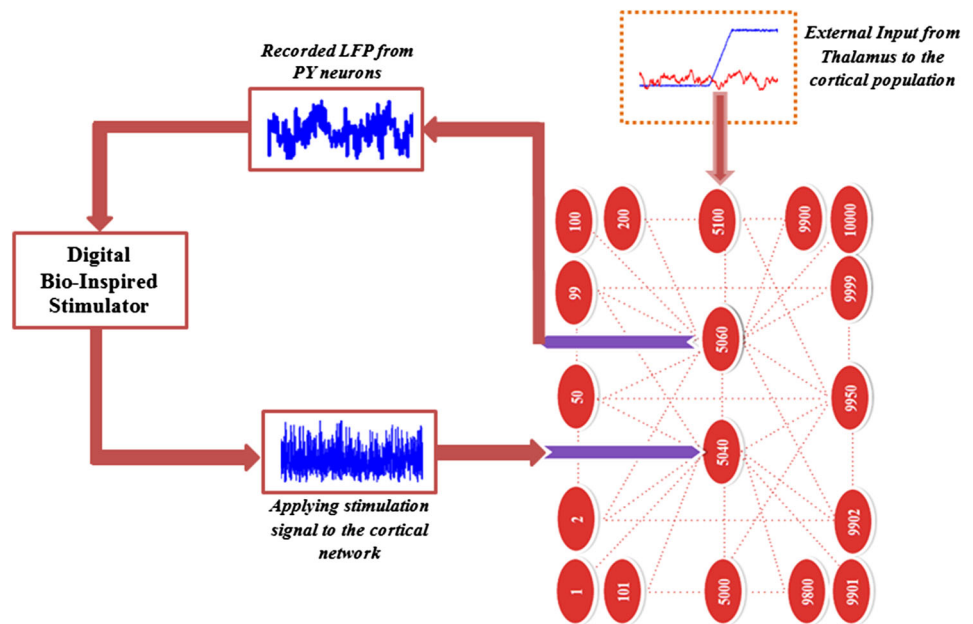 Recorded LFP from
PY neurons
External Input from
Thalamus to the
cortical population
Digital
Bio-Inspired
Stimulator
Applying stimulation
signal to the cortical
network
100
200
5100
9900
10000
99
9999
5060
50
9950
5040
2
9902
1
101
5000
9800
9901